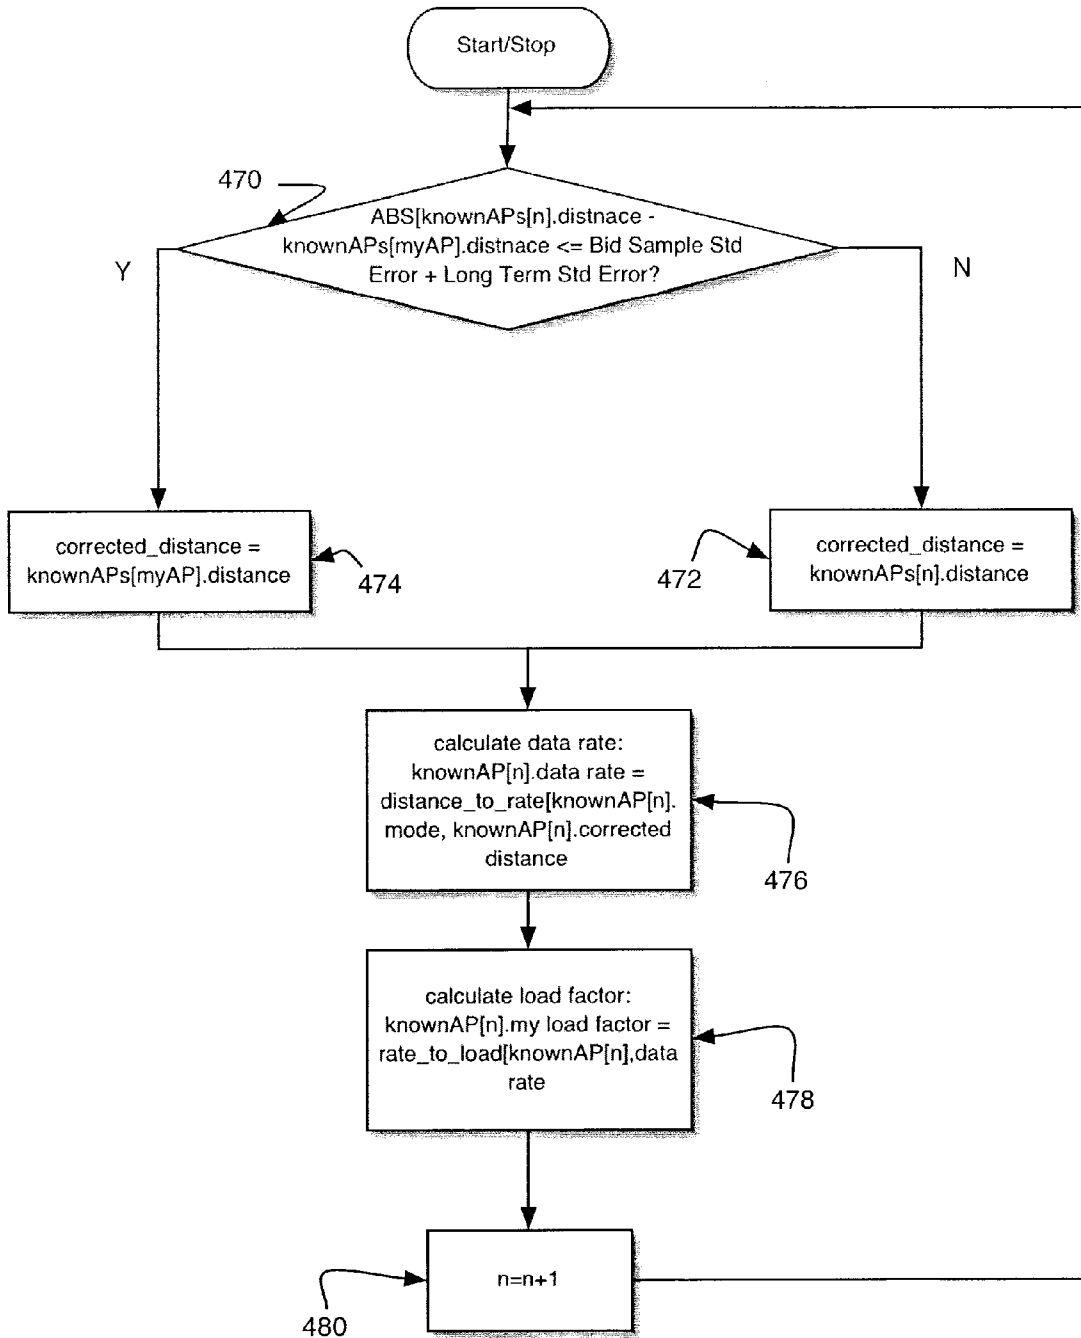 Start/Stop
470
ABS[knownAPs[n].distnace -
knownAPs[myAP].distnace <= Bid Sample Std
Error + Long Term Std Error?
Y
N
corrected_distance =
knownAPs[myAP].distance
474
472
corrected_distance =
knownAPs[n].distance
calculate data rate:
knownAP[n].data rate =
distance_to_rate[knownAP[n].
mode, knownAP[n].corrected
distance
476
calculate load factor:
knownAP[n].my load factor =
rate_to_load[knownAP[n],data
rate
478
n=n+1
480